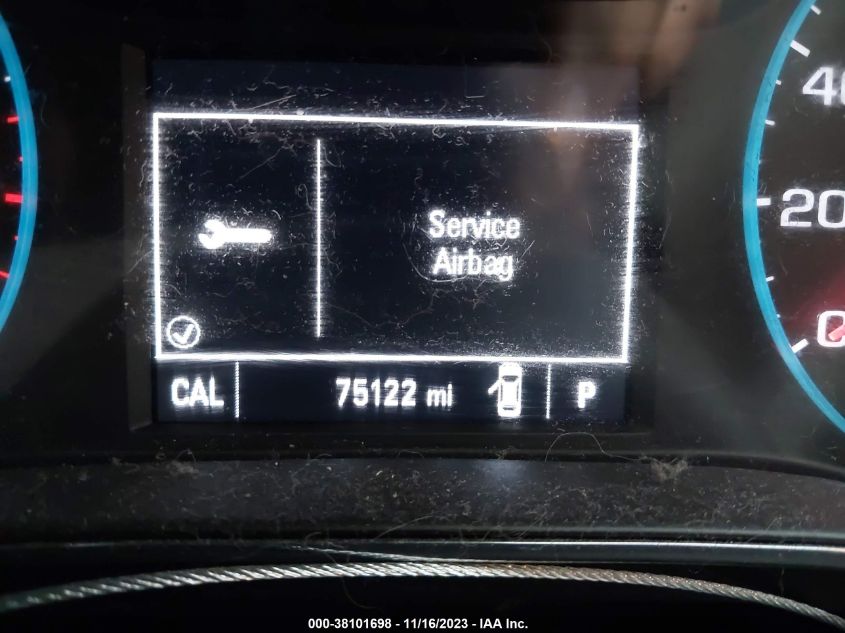 40
20
0
Service
Airbag
CAL 75122 mi P
000-38101698 - 11/16/2023 - IAA Inc.